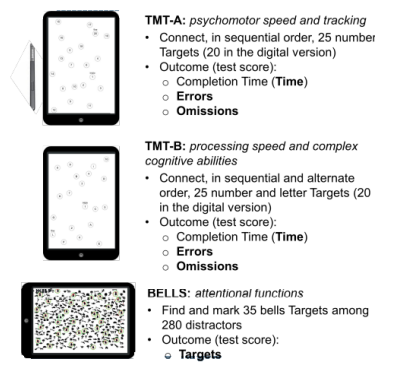 TMT-A: psychomotor speed and tracking
• Connect, in sequential order, 25 number
Targets (20 in the digital version)
• Outcome (test score):
o Completion Time (Time)
o Errors
o Omissions
TMT-B: processing speed and complex
cognitive abilities
• Connect, in sequential and alternate
order, 25 number and letter Targets (20
in the digital version)
• Outcome (test score):
o Completion Time (Time)
o Errors
o Omissions
BELLS: attentional functions
• Find and mark 35 bells Targets among
280 distractors
• Outcome (test score):
o Targets